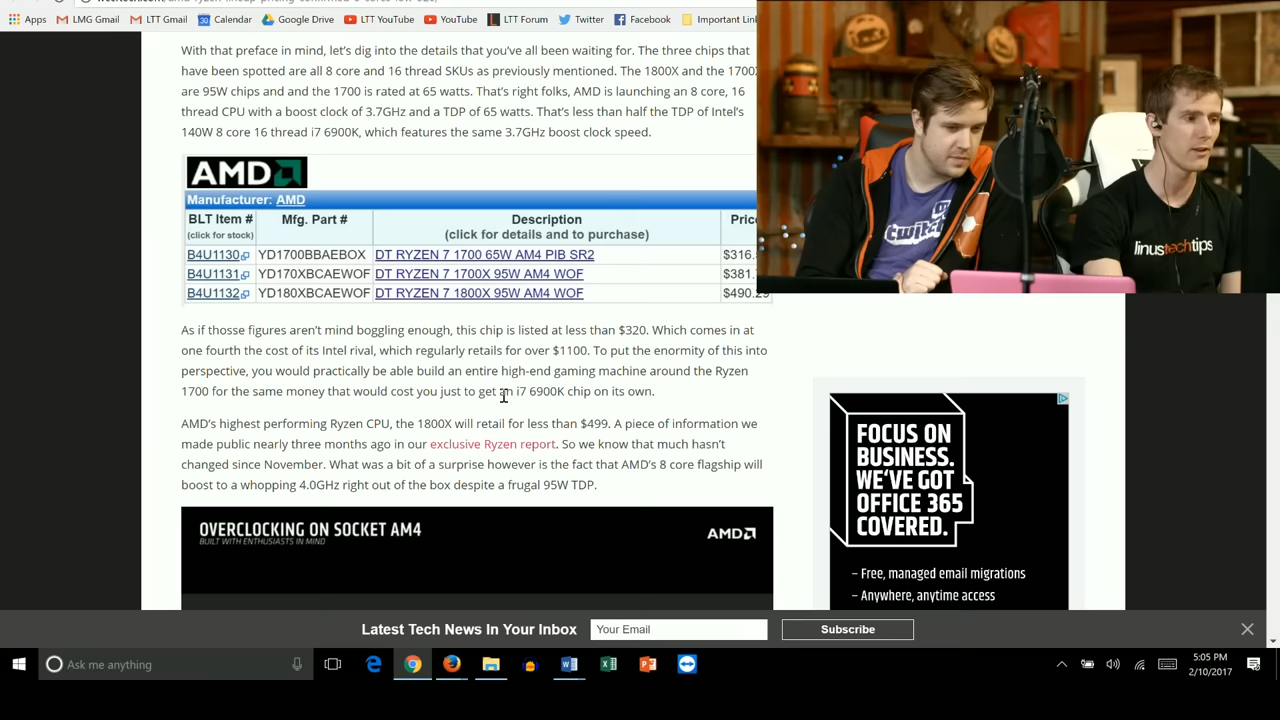 Apps
LMG Gmail
LTT Gmail
Calendar
Google Drive
LTT YouTube
YouTube
LTT Forum
Twitter
Facebook
Important Lin
With that preface in mind, let's dig into the details that you've all been waiting for. The three chips that
have been spotted are all 8 core and 16 thread SKUs as previously mentioned. The 1800X and the 1700X
are 95W chips and and the 1700 is rated at 65 watts. That's right folks, AMD is launching an 8 core, 16
thread CPU with a boost clock of 3.7GHz and a TDP of 65 watts. That's less than half the TDP of Intel's
140W 8 core 16 thread i7 6900K, which features the same 3.7GHz boost clock speed.
AMD
Manufacturer: AMD
BLT Item # Mfg. Part # Description Pric
(click for stock) (click for details and to purchase)
B4U1130 YD1700BBAEBOX DT RYZEN 7 1700 65W AM4 PIB SR2 $316.
B4U1131 YD170XBCAEWOF DT RYZEN 7 1700X 95W AM4 WOF $381.
B4U1132 YD180XBCAEWOF DT RYZEN 7 1800X 95W AM4 WOF $490.29
As if thosse figures aren't mind boggling enough, this chip is listed at less than $320. Which comes in at
one fourth the cost of its Intel rival, which regularly retails for over $1100. To put the enormity of this into
perspective, you would practically be able build an entire high-end gaming machine around the Ryzen
1700 for the same money that would cost you just to get an i7 6900K chip on its own.
AMD's highest performing Ryzen CPU, the 1800X will retail for less than $499. A piece of information we
made public nearly three months ago in our exclusive Ryzen report. So we know that much hasn't
changed since November. What was a bit of a surprise however is the fact that AMD's 8 core flagship will
boost to a whopping 4.0GHz right out of the box despite a frugal 95W TDP.
OVERCLOCKING ON SOCKET AM4
BUILT WITH ENTHUSIASTS IN MIND
AMD
twitch
linustechtips
FOCUS ON
BUSINESS.
WE'VE GOT
OFFICE 365
COVERED.
– Free, managed email migrations
– Anywhere, anytime access
Latest Tech News In Your Inbox
Your Email
Subscribe
Ask me anything
5:05 PM
2/10/2017